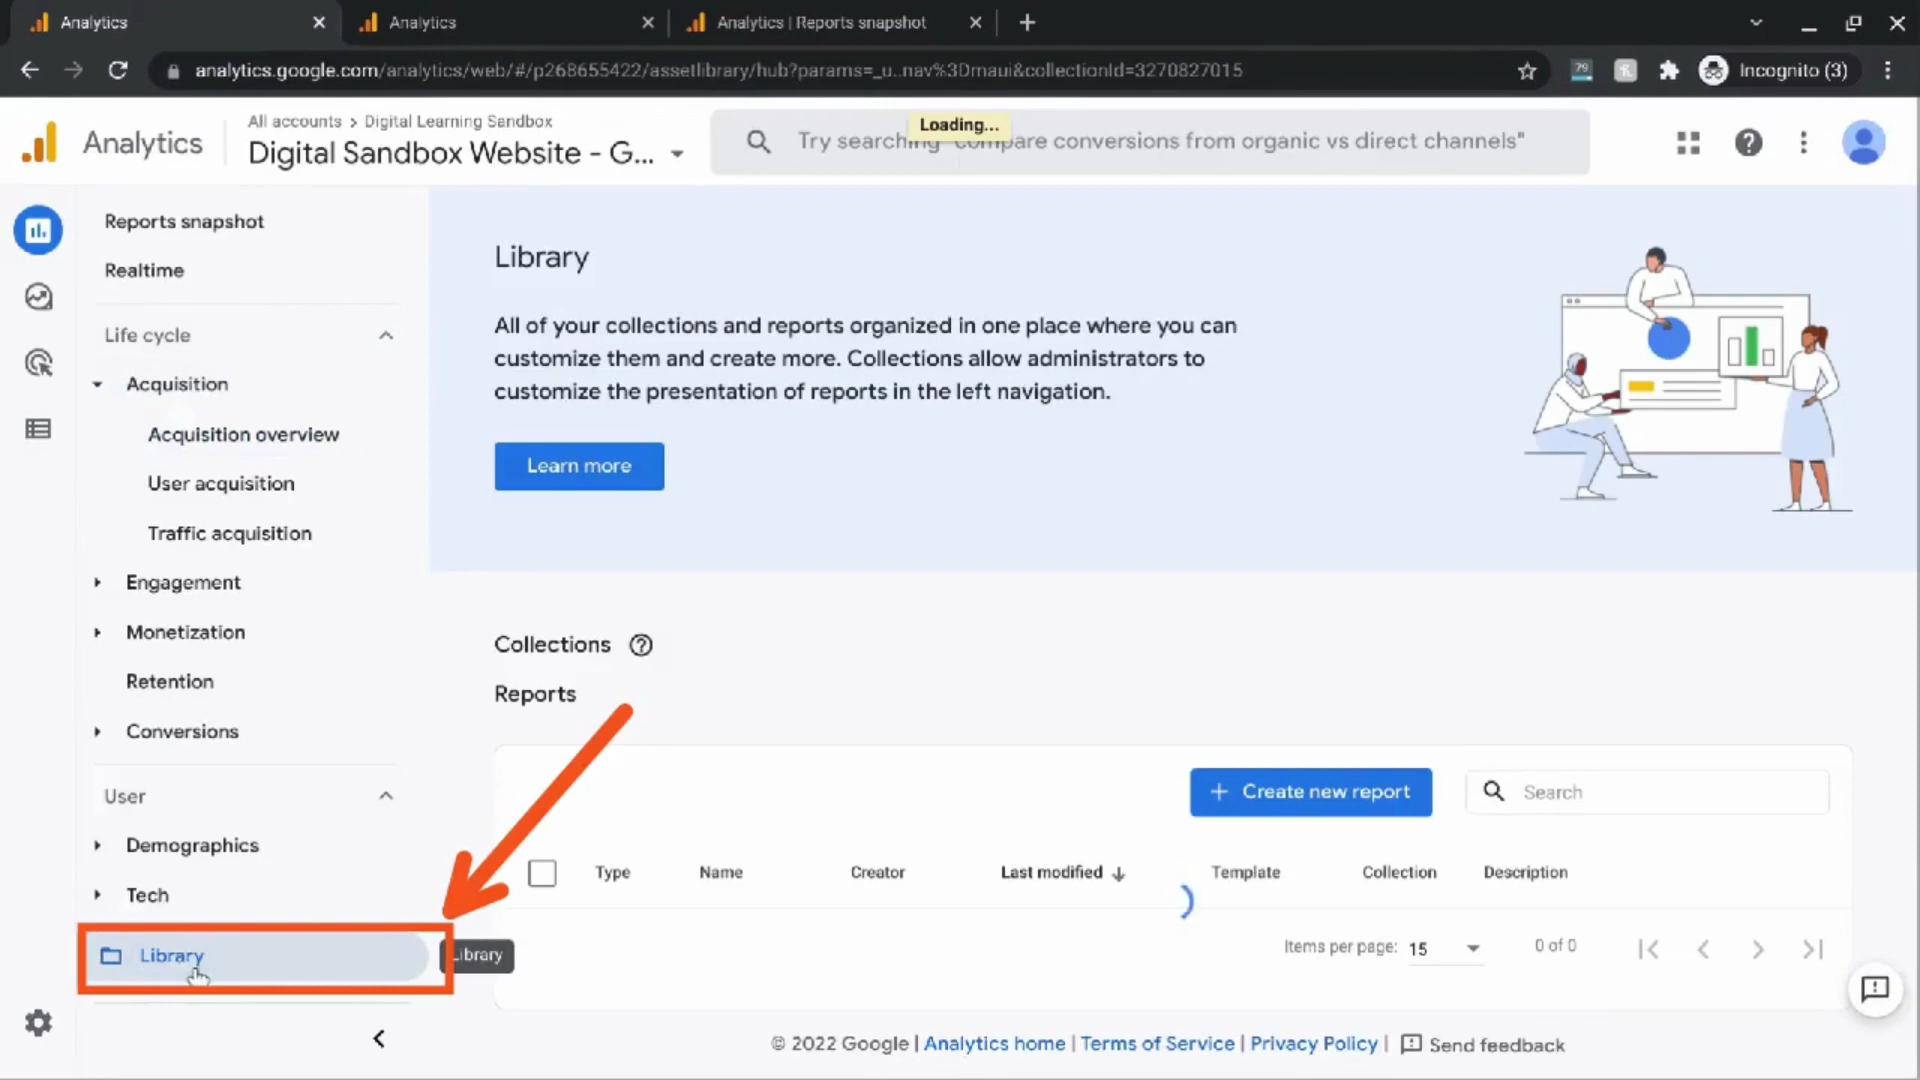 Analytics
Analytics
Analytics | Reports snapshot
analytics.google.com/analytics/web/#/p268655422/assetlibrary/hub?params=_u..nav%3Dmaui&collectionId=3270827015
79
Incognito (3)
Analytics
All accounts > Digital Learning Sandbox
Digital Sandbox Website - G...
Try searching "compare conversions from organic vs direct channels"
Loading...
Reports snapshot
Realtime
Life cycle
Acquisition
Acquisition overview
User acquisition
Traffic acquisition
Engagement
Monetization
Retention
Conversions
User
Demographics
Tech
Library
Library
Library
All of your collections and reports organized in one place where you can
customize them and create more. Collections allow administrators to
customize the presentation of reports in the left navigation.
Learn more
Collections
Reports
+ Create new report
Search
Type Name Creator Last modified Template Collection Description
Items per page: 15 0 of 0
© 2022 Google | Analytics home | Terms of Service | Privacy Policy | Send feedback